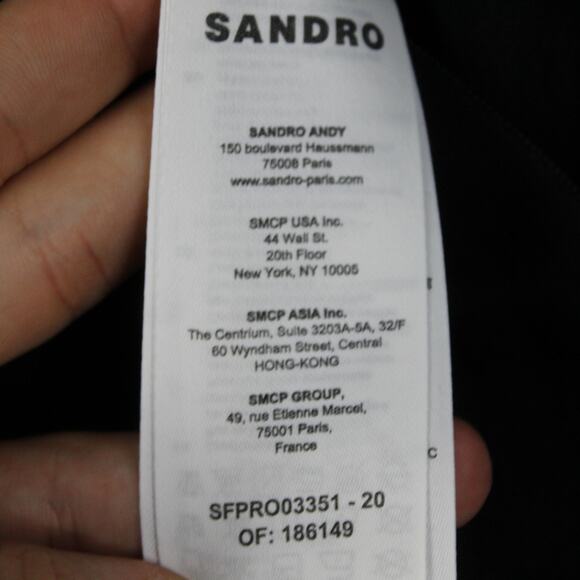 SANDRO
SANDRO ANDY
150 boulevard Haussmann
75008 Paris
www.sandro-paris.com
SMCP USA Inc.
44 Wall St.
20th Floor
New York, NY 10005
SMCP ASIA Inc.
The Centrium, Suite 3203A-5A, 32/F
60 Wyndham Street, Central
HONG-KONG
SMCP GROUP,
49, rue Etienne Marcel,
75001 Paris,
France
C
SFPRO03351 - 20
OF: 186149